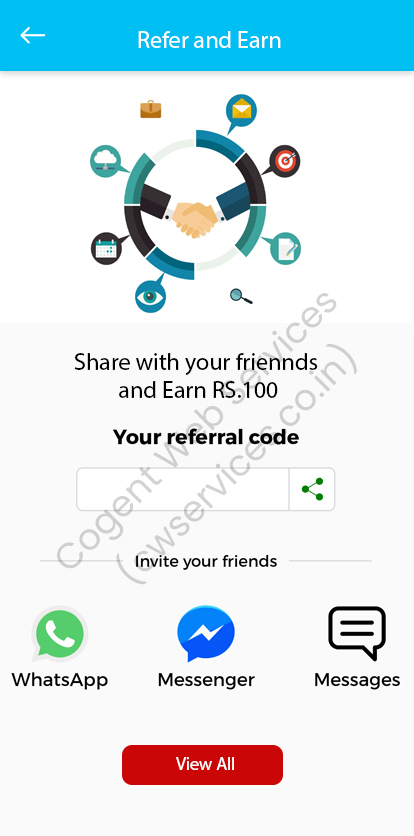 Refer and Earn
Share with your friennds
and Earn RS.100
Your referral code
Cogent Web Services
(cwservices.co.in)
Invite your friends
WhatsApp Messenger Messages
View All